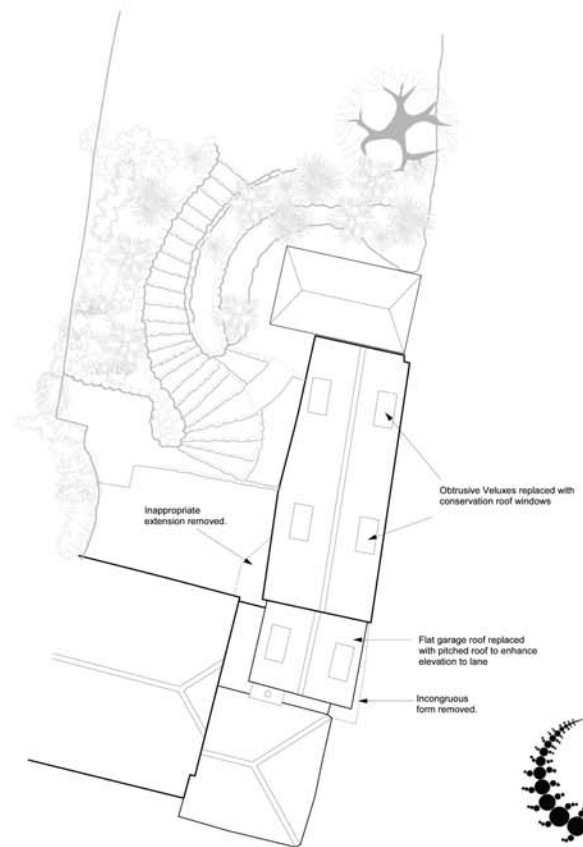 Obtrusive Veluxes replaced with
conservation roof windows
Inappropriate
extension removed.
Flat garage roof replaced
with pitched roof to enhance
elevation to lane
Incongruous
form removed.